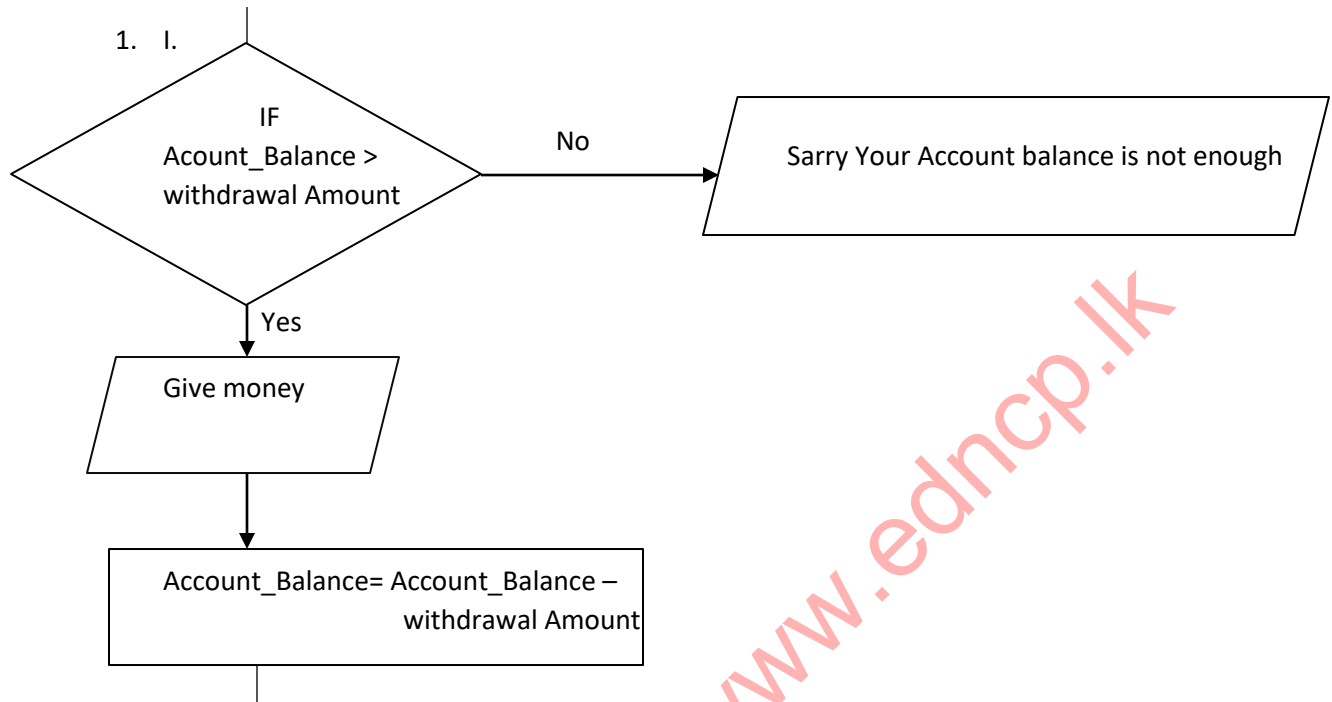 1. I.
IF
Acount_Balance >
withdrawal Amount
No
Sarry Your Account balance is not enough
Yes
Give money
Account_Balance= Account_Balance –
withdrawal Amount
www.edncp.lk